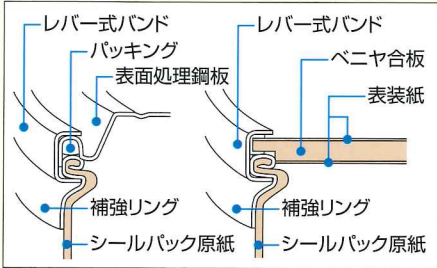 レバー式バンド
パッキング
表面処理鋼板
補強リング
シールパック原紙
レバー式バンド
ベニヤ合板
表装紙
補強リング
シールパック原紙